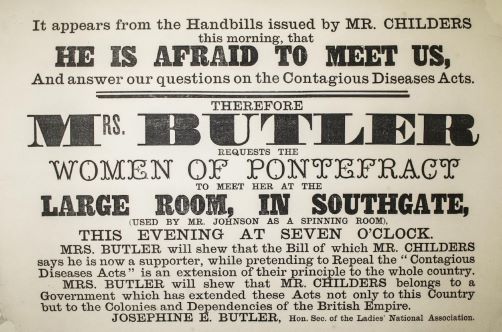 It appears from the Handbills issued by MR. CHILDERS
this morning, that
HE IS AFRAID TO MEET US,
And answer our questions on the Contagious Diseases Acts.
THEREFORE
MRS. BUTLER
REQUESTS THE
WOMEN OF PONTEFRACT
TO MEET HER AT THE
LARGE ROOM, IN SOUTHGATE,
(USED BY MR. JOHNSON AS A SPINNING ROOM),
THIS EVENING AT SEVEN O'CLOCK.
MRS. BUTLER will shew that the Bill of which MR. CHILDERS
says he is now a supporter, while pretending to Repeal the "Contagious
Diseases Acts" is an extension of their principle to the whole country.
MRS. BUTLER will shew that MR. CHILDERS belongs to a
Government which has extended these Acts not only to this Country
but to the Colonies and Dependencies of the British Empire.
JOSEPHINE E. BUTLER, Hon. Sec. of the Ladies' National Association.